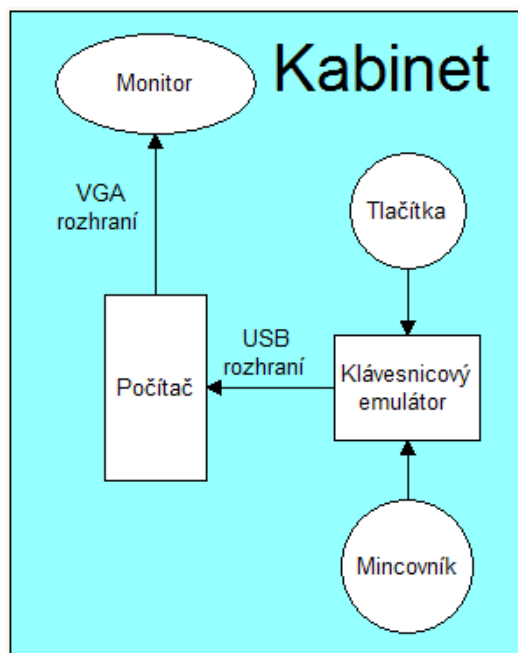 Kabinet
Monitor
VGA
rozhraní
Tlačítka
USB
rozhraní
Počítač
Klávesnicový
emulátor
Mincovník